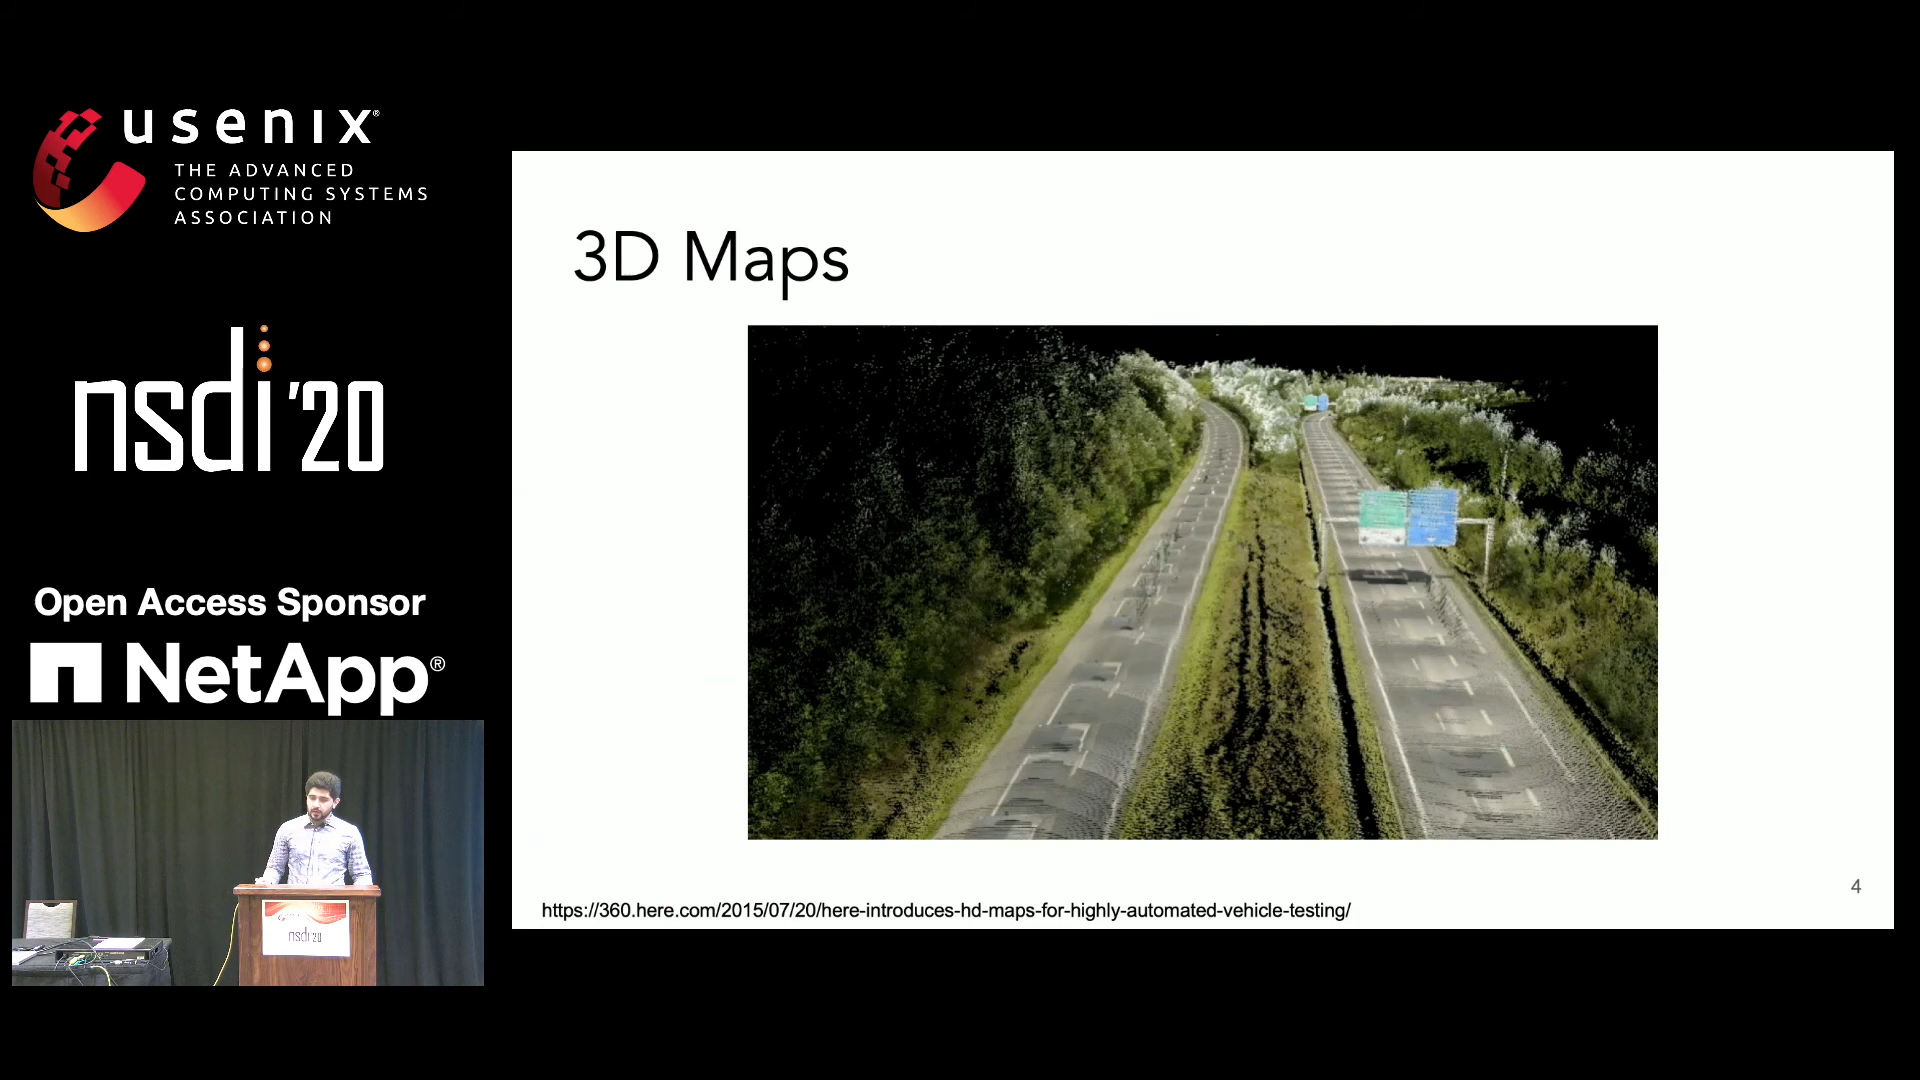 usenix®
THE ADVANCED
COMPUTING SYSTEMS
ASSOCIATION
nsdi '20
Open Access Sponsor
NetApp®
nsdi '20
3D Maps
4
https://360.here.com/2015/07/20/here-introduces-hd-maps-for-highly-automated-vehicle-testing/